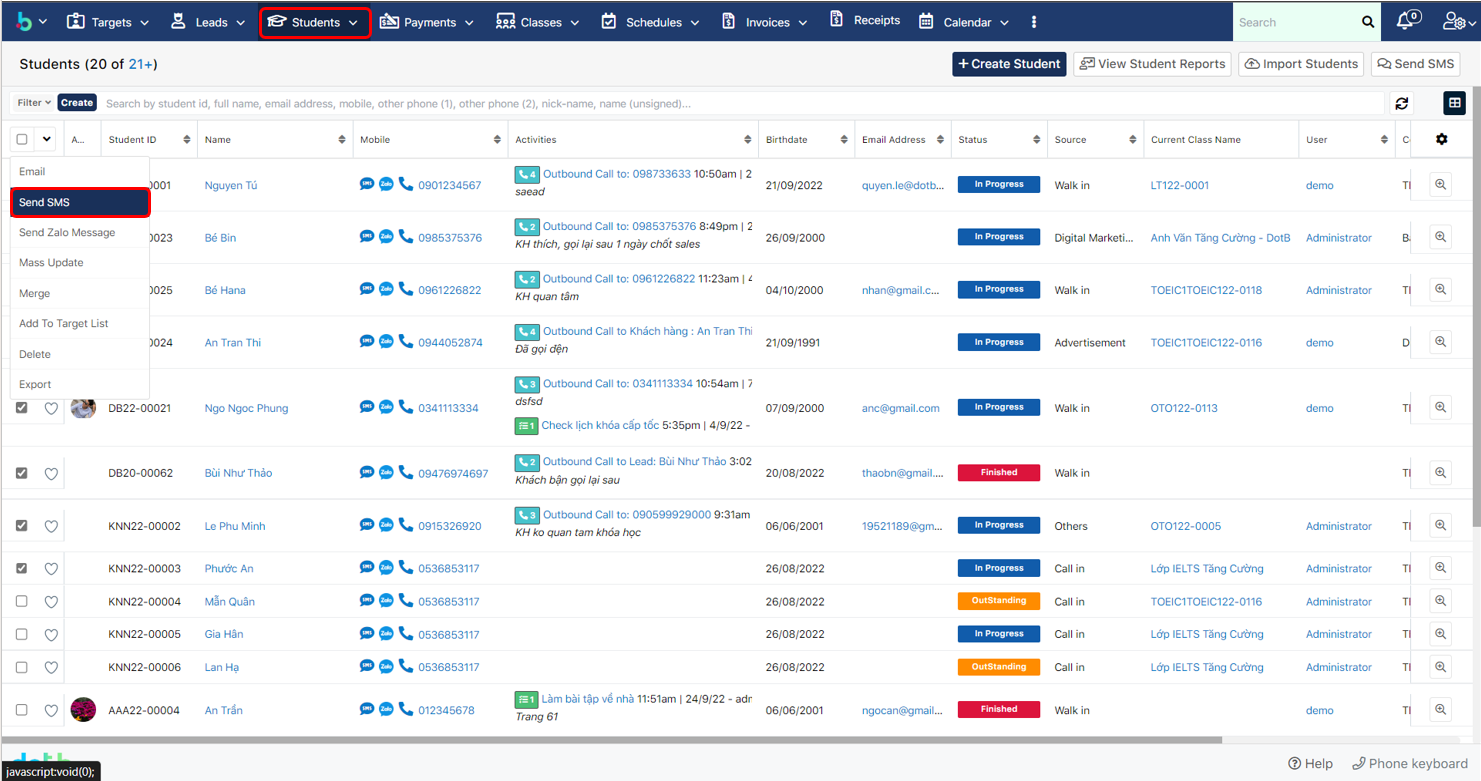 Targets Leads Students Payments Classes Schedules Invoices Receipts Calendar Search 0
Students (20 of 21+) Create Student View Student Reports Import Students Send SMS
Filter Create Search by student id, full name, email address, mobile, other phone (1), other phone (2), nick-name, name (unsigned)...
A... Student ID Name Mobile Activities Birthdate Email Address Status Source Current Class Name User
Email
Send SMS
Send Zalo Message
Mass Update
Merge
Add To Target List
Delete
Export
0001 Nguyen Tú 0901234567 4 Outbound Call to: 098733633 10:50am | 2 21/09/2022 quyen.le@dotb... In Progress Walk in LT122-0001 demo
saead
0023 Bé Bin 0985375376 2 Outbound Call to: 0985375376 8:49pm | 2 26/09/2000 In Progress Digital Marketi... Anh Văn Tăng Cường - DotB Administrator
KH thích, gọi lại sau 1 ngày chốt sales
0025 Bé Hana 0961226822 2 Outbound Call to: 0961226822 11:23am | 4 04/10/2000 nhan@gmail.c... In Progress Walk in TOEIC1TOEIC122-0118 Administrator
KH quan tâm
0024 An Tran Thi 0944052874 4 Outbound Call to Khách hàng : An Tran Thi 21/09/1991 In Progress Advertisement TOEIC1TOEIC122-0116 demo
Đã gọi dện
DB22-00021 Ngo Ngoc Phung 0341113334 3 Outbound Call to: 0341113334 10:54am | 7 07/09/2000 anc@gmail.com In Progress Walk in OTO122-0113 demo
dsfsd
1 Check lịch khóa cấp tốc 5:35pm | 4/9/22 -
DB20-00062 Bùi Như Thảo 09476974697 2 Outbound Call to Lead: Bùi Như Thảo 3:02 20/08/2022 thaobn@gmail.... Finished Walk in
Khách bận gọi lại sau
KNN22-00002 Le Phu Minh 0915326920 3 Outbound Call to: 090599929000 9:31am 06/06/2001 19521189@gm... In Progress Others OTO122-0005 Administrator
KH ko quan tam khóa học
KNN22-00003 Phước An 0536853117 26/08/2022 In Progress Call in Lớp IELTS Tăng Cường Administrator
KNN22-00004 Mẫn Quân 0536853117 26/08/2022 OutStanding Call in TOEIC1TOEIC122-0116 Administrator
KNN22-00005 Gia Hân 0536853117 26/08/2022 In Progress Call in Lớp IELTS Tăng Cường Administrator
KNN22-00006 Lan Hạ 0536853117 26/08/2022 OutStanding Call in Lớp IELTS Tăng Cường Administrator
AAA22-00004 An Trần 012345678 1 Làm bài tập về nhà 11:51am | 24/9/22 - adm 06/06/2001 ngocan@gmail... Finished Walk in demo
Trang 61
javascript:void(0); Help Phone keyboard